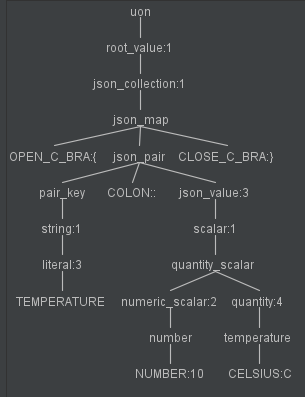 uon
root_value:1
json_collection:1
json_map
OPEN_C_BRA:{ json_pair CLOSE_C_BRA:}
pair_key COLON:: json_value:3
string:1 scalar:1
literal:3 quantity_scalar
TEMPERATURE numeric_scalar:2 quantity:4
number temperature
NUMBER:10 CELSIUS:C